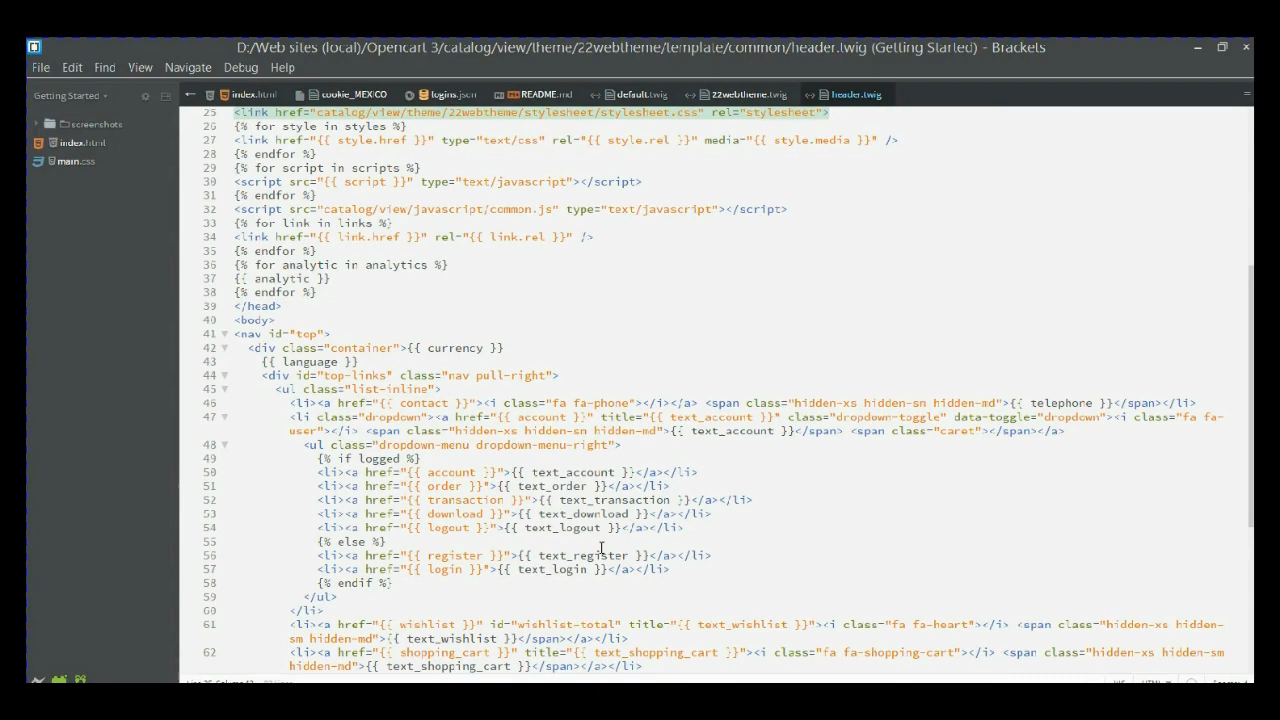 D:/Web sites (local)/Opencart 3/catalog/view/theme/22webtheme/template/common/header.twig (Getting Started) - Brackets
File Edit Find View Navigate Debug Help
Getting Started
index.html cookie_MEXICO logins.json README.md default.twig 22webtheme.twig header.twig
screenshots
index.html
main.css
25 <link href="catalog/view/theme/22webtheme/stylesheet/stylesheet.css" rel="stylesheet">
26 {% for style in styles %}
27 <link href="{{ style.href }}" type="text/css" rel="{{ style.rel }}" media="{{ style.media }}" />
28 {% endfor %}
29 {% for script in scripts %}
30 <script src="{{ script }}" type="text/javascript"></script>
31 {% endfor %}
32 <script src="catalog/view/javascript/common.js" type="text/javascript"></script>
33 {% for link in links %}
34 <link href="{{ link.href }}" rel="{{ link.rel }}" />
35 {% endfor %}
36 {% for analytic in analytics %}
37 {{ analytic }}
38 {% endfor %}
39 </head>
40 <body>
41 <nav id="top">
42 <div class="container">{{ currency }}
43 {{ language }}
44 <div id="top-links" class="nav pull-right">
45 <ul class="list-inline">
46 <li><a href="{{ contact }}"><i class="fa fa-phone"></i></a> <span class="hidden-xs hidden-sm hidden-md">{{ telephone }}</span></li>
47 <li class="dropdown"><a href="{{ account }}" title="{{ text_account }}" class="dropdown-toggle" data-toggle="dropdown"><i class="fa fa-
user"></i> <span class="hidden-xs hidden-sm hidden-md">{{ text_account }}</span> <span class="caret"></span></a>
48 <ul class="dropdown-menu dropdown-menu-right">
49 {% if logged %}
50 <li><a href="{{ account }}">{{ text_account }}</a></li>
51 <li><a href="{{ order }}">{{ text_order }}</a></li>
52 <li><a href="{{ transaction }}">{{ text_transaction }}</a></li>
53 <li><a href="{{ download }}">{{ text_download }}</a></li>
54 <li><a href="{{ logout }}">{{ text_logout }}</a></li>
55 {% else %}
56 <li><a href="{{ register }}">{{ text_register }}</a></li>
57 <li><a href="{{ login }}">{{ text_login }}</a></li>
58 {% endif %}
59 </ul>
60 </li>
61 <li><a href="{{ wishlist }}" id="wishlist-total" title="{{ text_wishlist }}"><i class="fa fa-heart"></i> <span class="hidden-xs hidden-
sm hidden-md">{{ text_wishlist }}</span></a></li>
62 <li><a href="{{ shopping_cart }}" title="{{ text_shopping_cart }}"><i class="fa fa-shopping-cart"></i> <span class="hidden-xs hidden-sm
hidden-md">{{ text_shopping_cart }}</span></a></li>